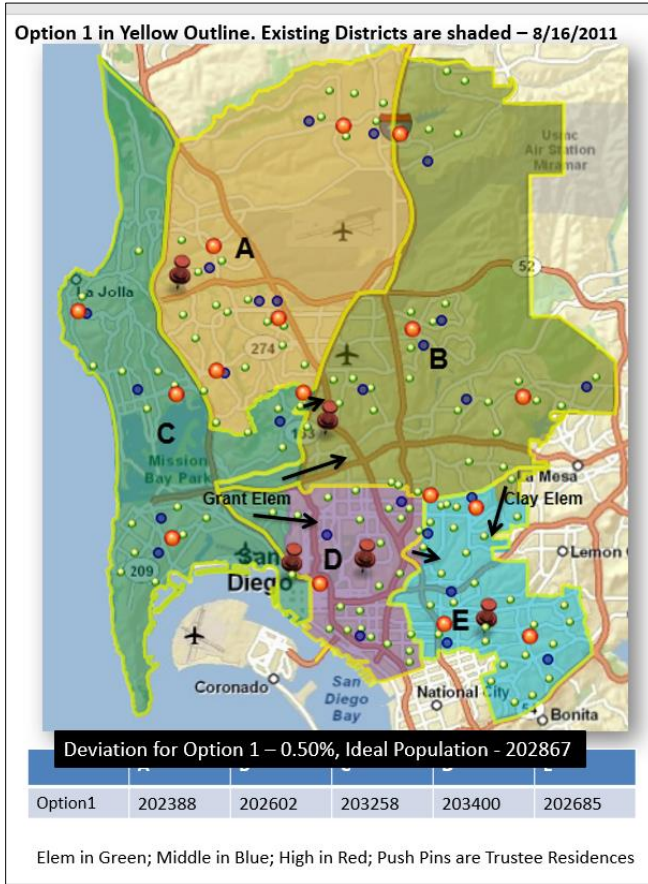 Option 1 in Yellow Outline. Existing Districts are shaded – 8/16/2011
Usmc
Air Station
Miramar
A
52
La Jolla
274
B
163
C
Mission
Bay Park
La Mesa
Grant Elem
Clay Elem
D
San
Diego
Lemon
209
E
Coronado
San
Diego
Bay
National City
54
Bonita
Deviation for Option 1 – 0.50%, Ideal Population - 202867
A B C D E
Option1 202388 202602 203258 203400 202685
Elem in Green; Middle in Blue; High in Red; Push Pins are Trustee Residences